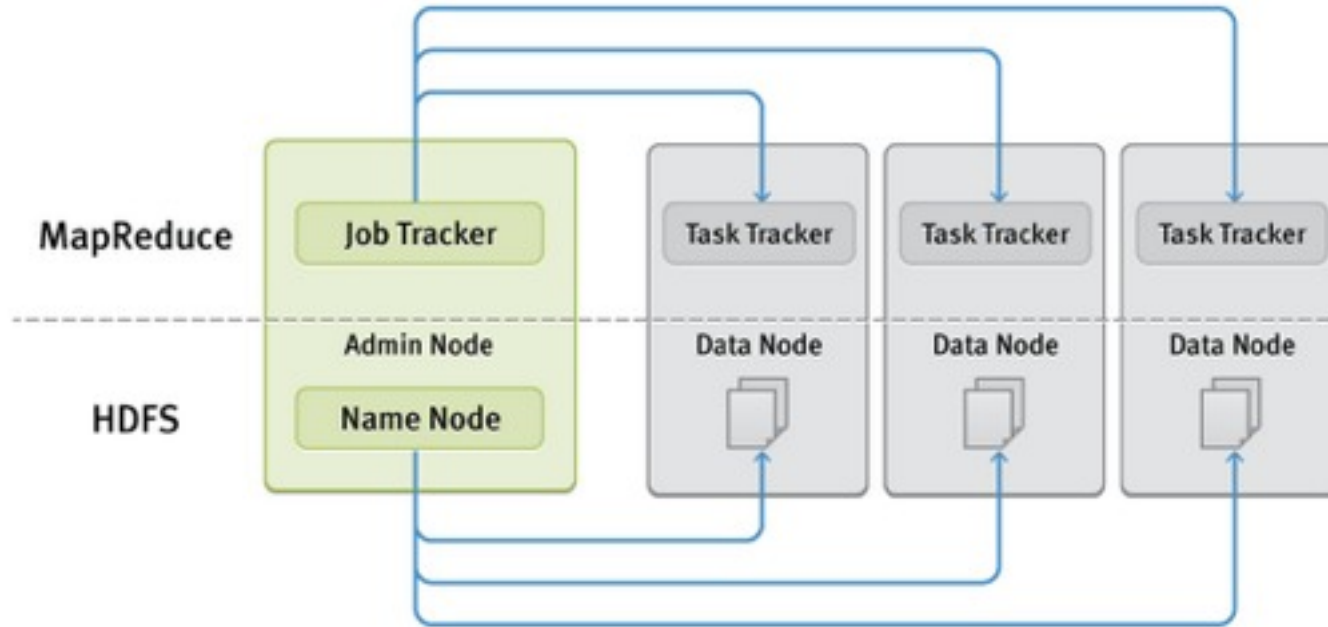 MapReduce
Job Tracker
Task Tracker
Task Tracker
Task Tracker
Admin Node
Data Node
Data Node
Data Node
HDFS
Name Node